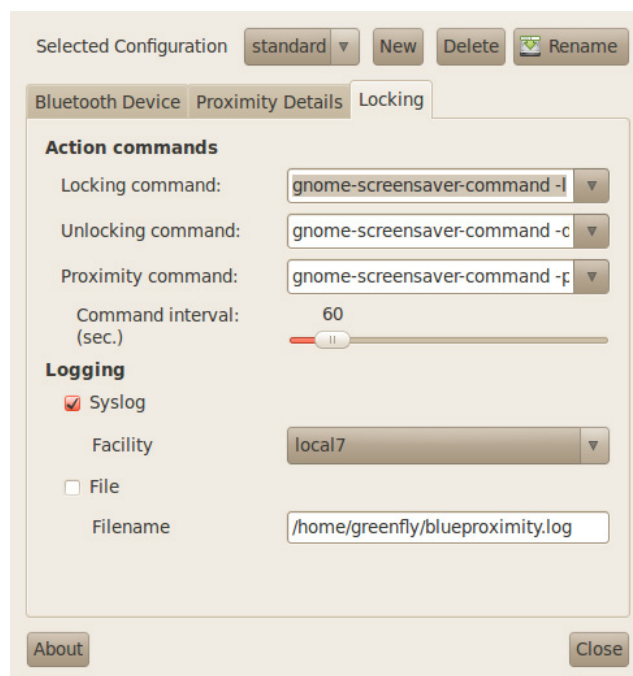 Selected Configuration standard New Delete Rename
Bluetooth Device Proximity Details Locking
Action commands
Locking command: gnome-screensaver-command -l
Unlocking command: gnome-screensaver-command -d
Proximity command: gnome-screensaver-command -p
Command interval: 60
(sec.)
Logging
Syslog
Facility local7
File
Filename /home/greenfly/blueproximity.log
About Close